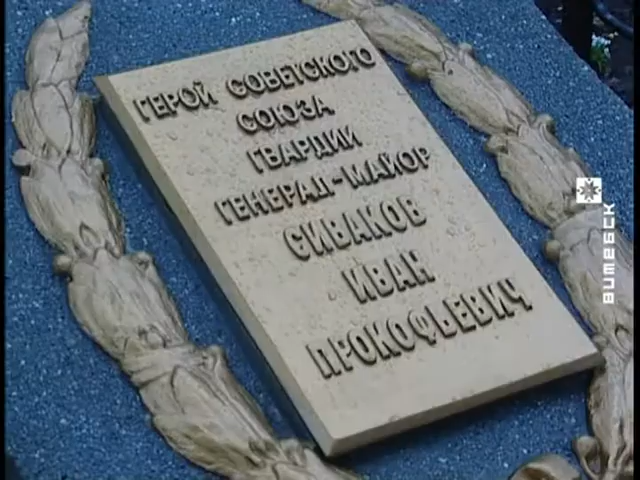 ГЕРОЙ СОВЕТСКОГО
СОЮЗА
ГВАРДИИ
ГЕНЕРАЛ-МАЙОР
СИВАКОВ
ИВАН
ПРОКОФЬЕВИЧ
ВИТЕБСК